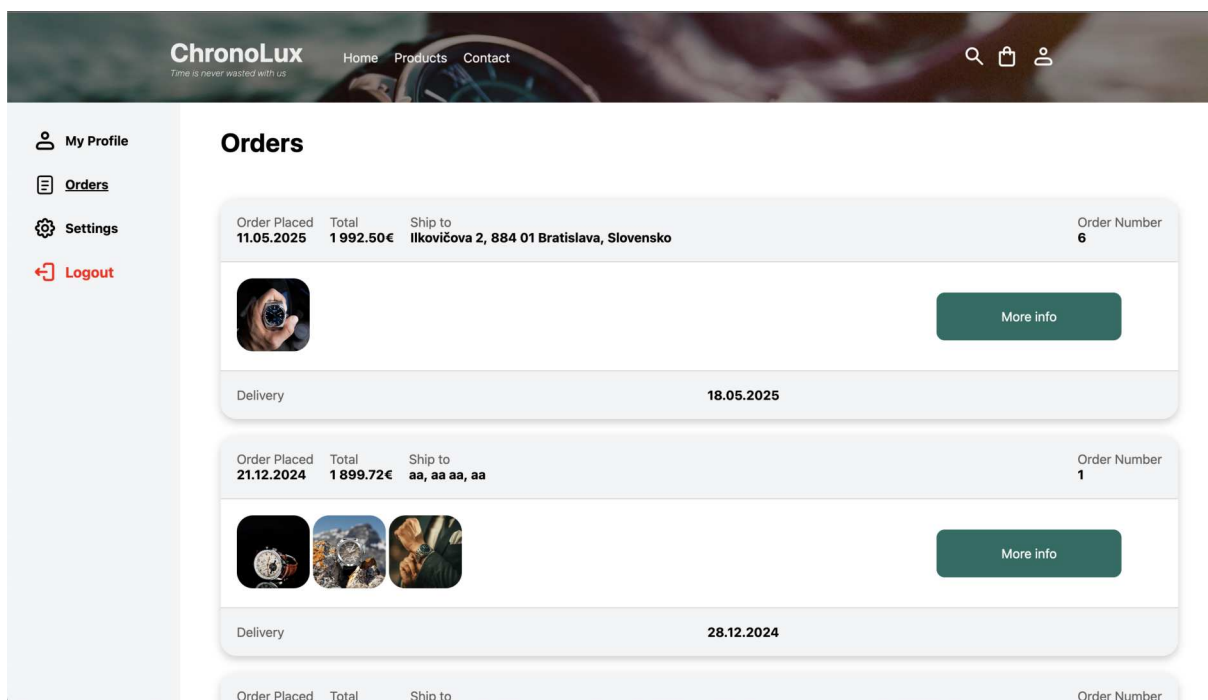 ChronoLux
Time is never wasted with us
Home Products Contact
My Profile
Orders
Settings
Logout
Orders
Order Placed Total Ship to Order Number
11.05.2025 1 992.50€ Ilkovičova 2, 884 01 Bratislava, Slovensko 6
More info
Delivery 18.05.2025
Order Placed Total Ship to Order Number
21.12.2024 1 899.72€ aa, aa aa, aa 1
More info
Delivery 28.12.2024
Order Placed Total Ship to Order Number